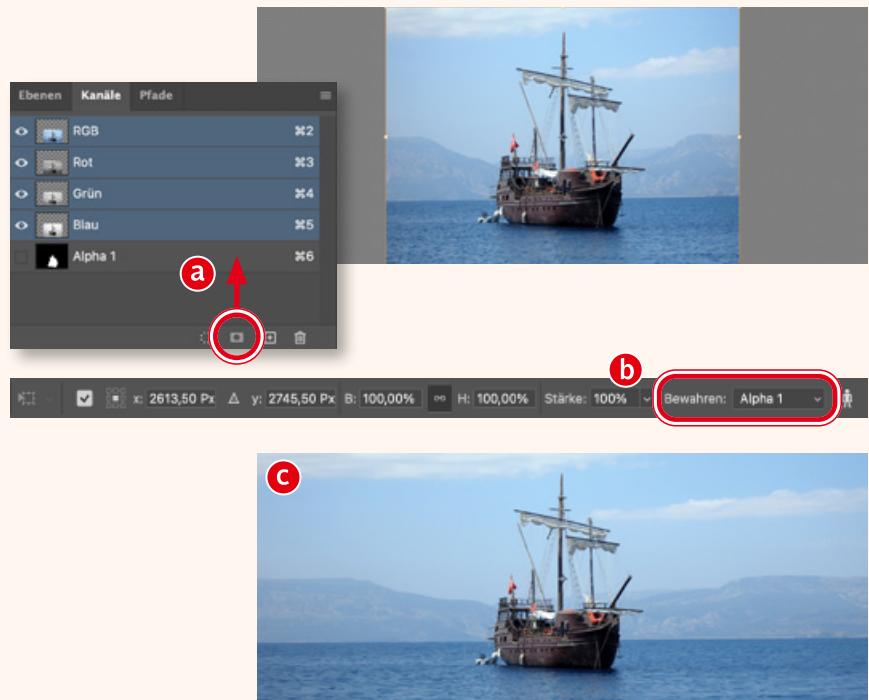 Ebenen Kanäle Pfade
RGB ⌘2
Rot ⌘3
Grün ⌘4
Blau ⌘5
Alpha 1 ⌘6
a
b
x: 2613,50 Px Δ y: 2745,50 Px B: 100,00% H: 100,00% Stärke: 100% Bewahren: Alpha 1
c